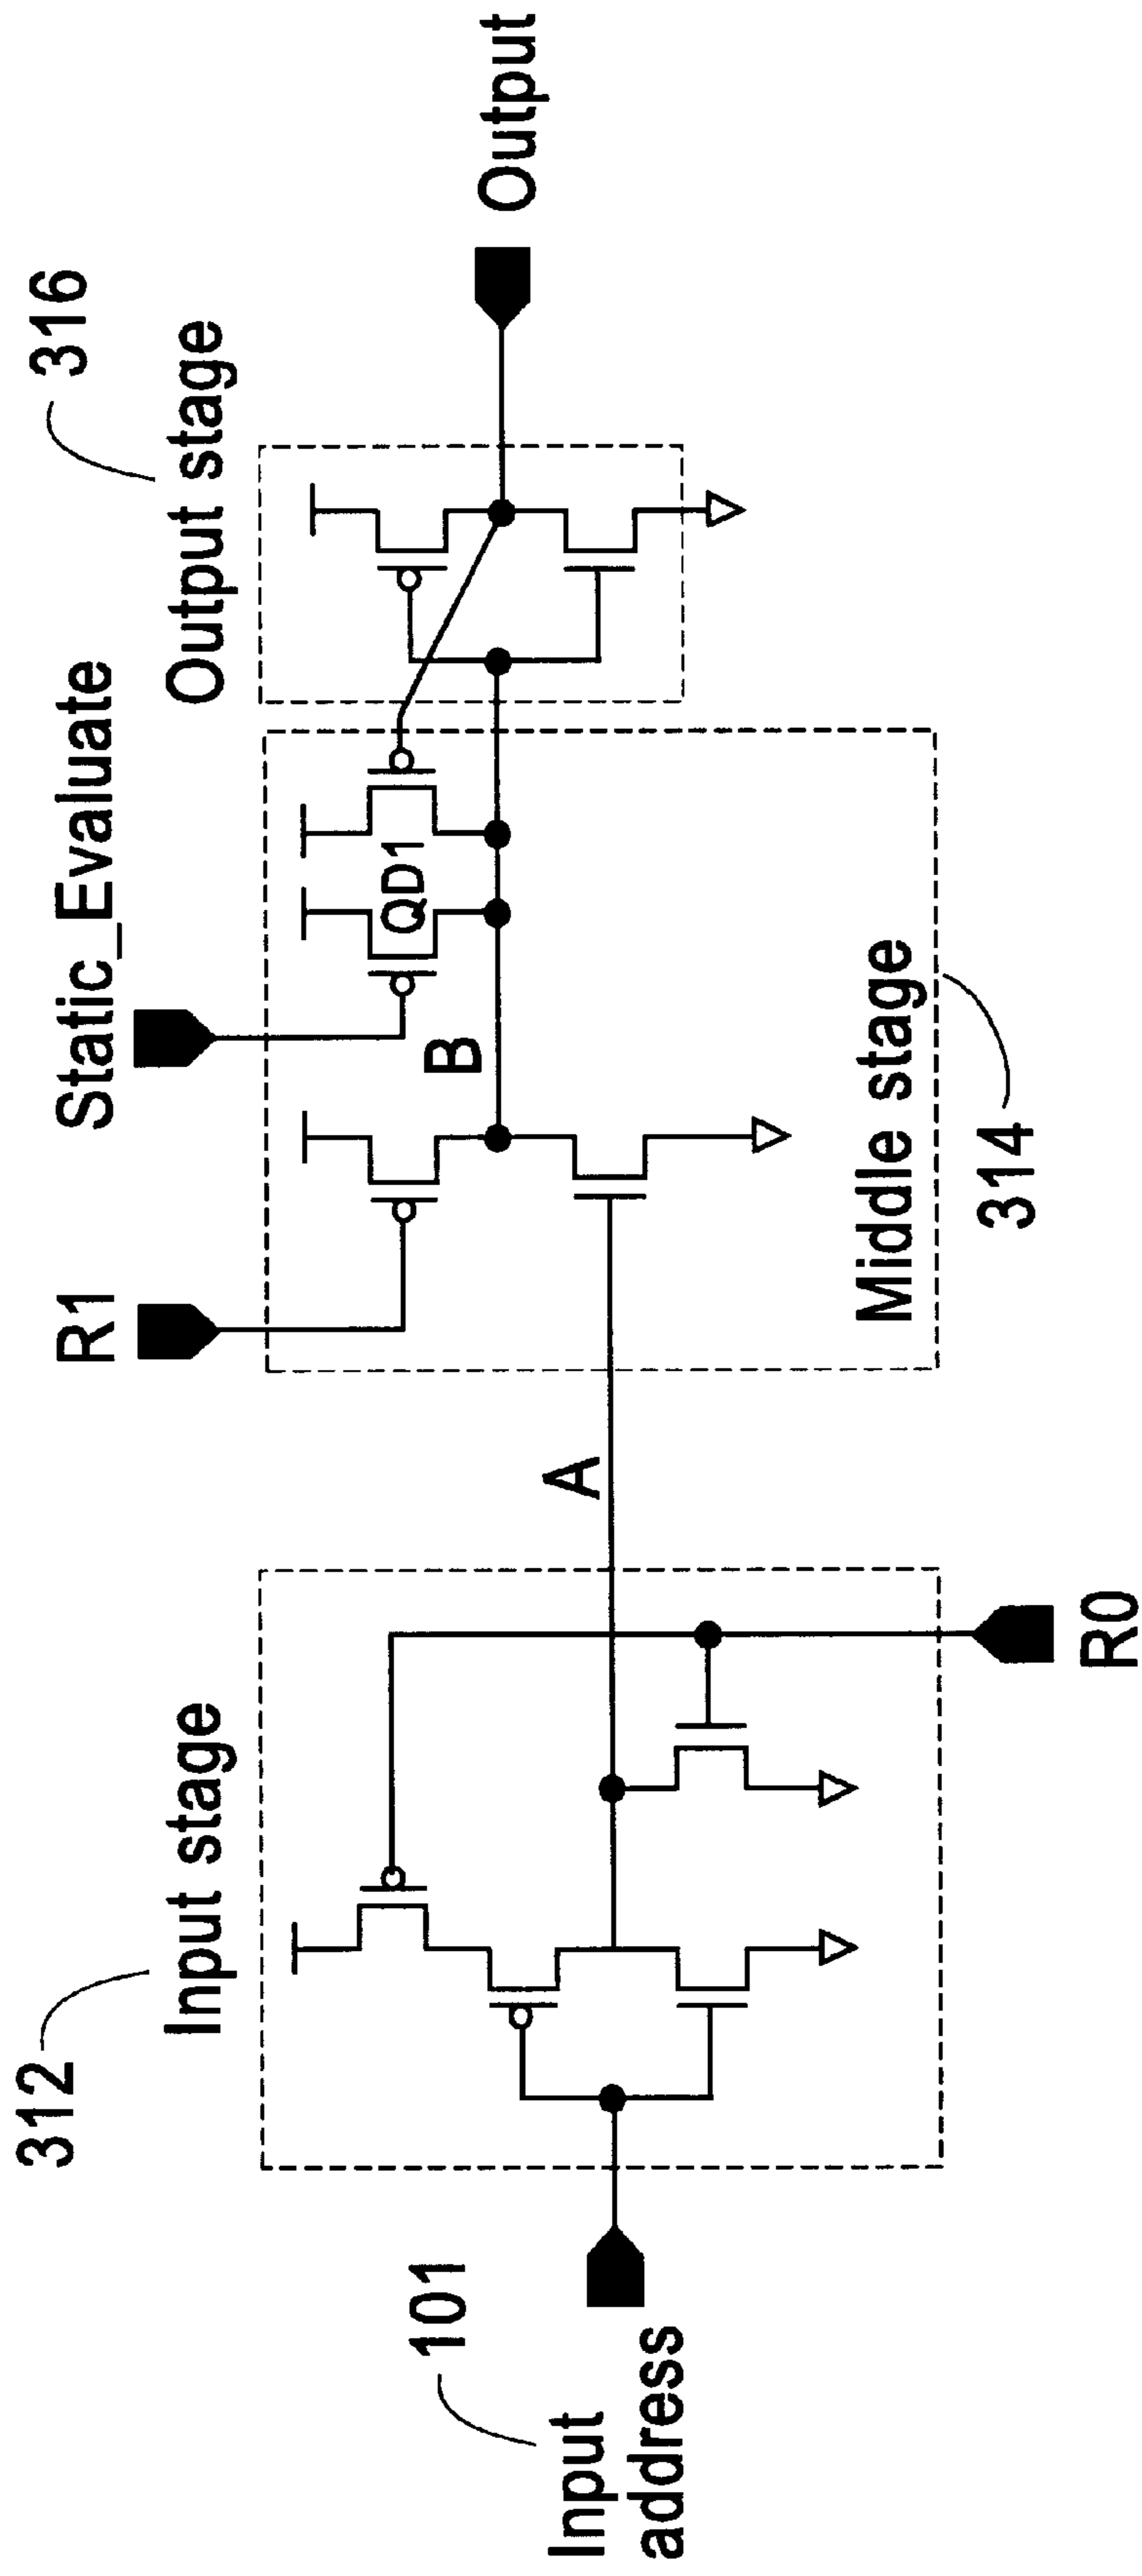 312
Input stage
R1
Static_Evaluate
Output stage
316
101
Input
address
A
B
QD1
Output
R0
Middle stage
314